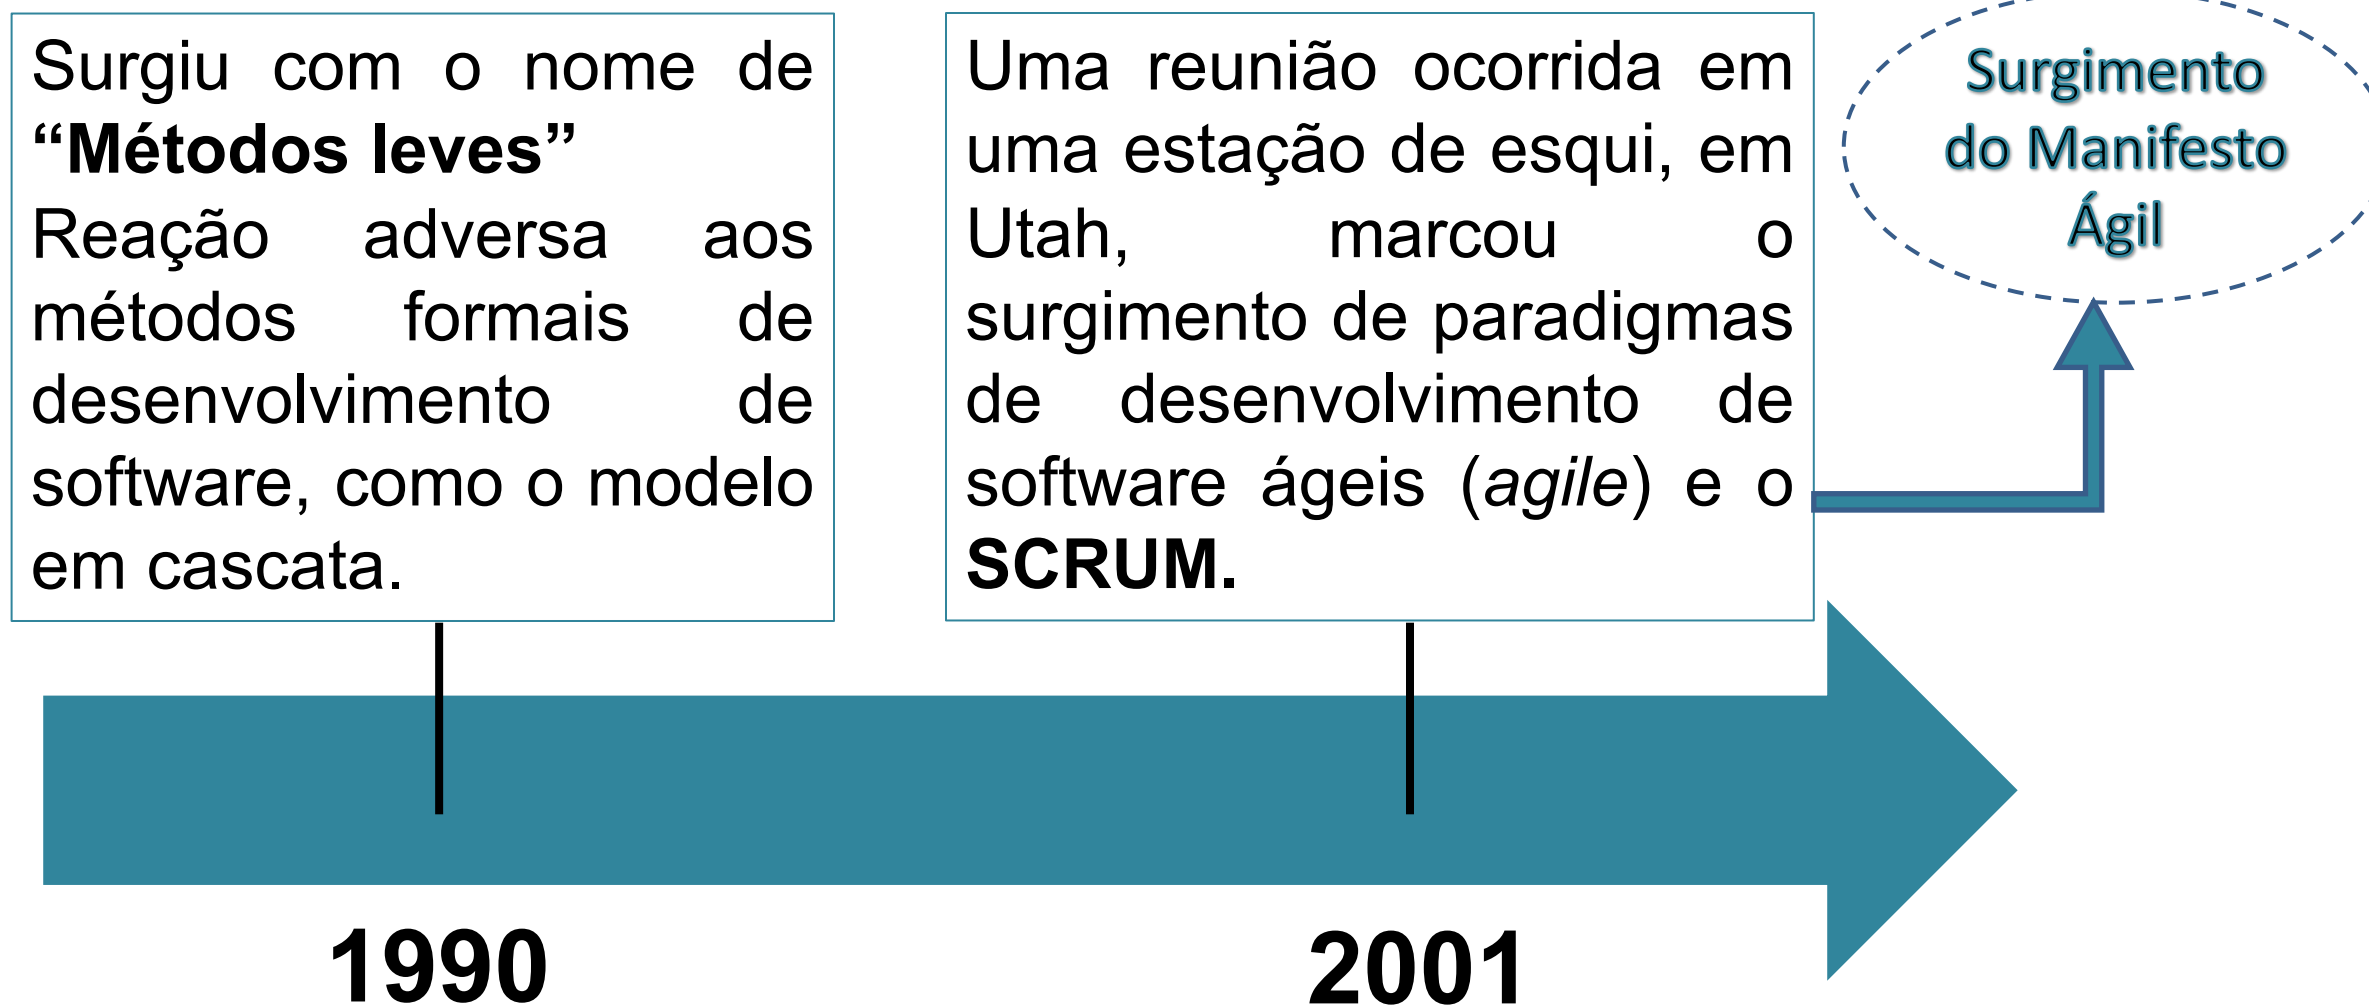 Surgiu com o nome de
“Métodos leves”
Reação adversa aos
métodos formais de
desenvolvimento de
software, como o modelo
em cascata.
Uma reunião ocorrida em
uma estação de esqui, em
Utah, marcou o
surgimento de paradigmas
de desenvolvimento de
software ágeis (agile) e o
SCRUM.
Surgimento
do Manifesto
Ágil
1990
2001